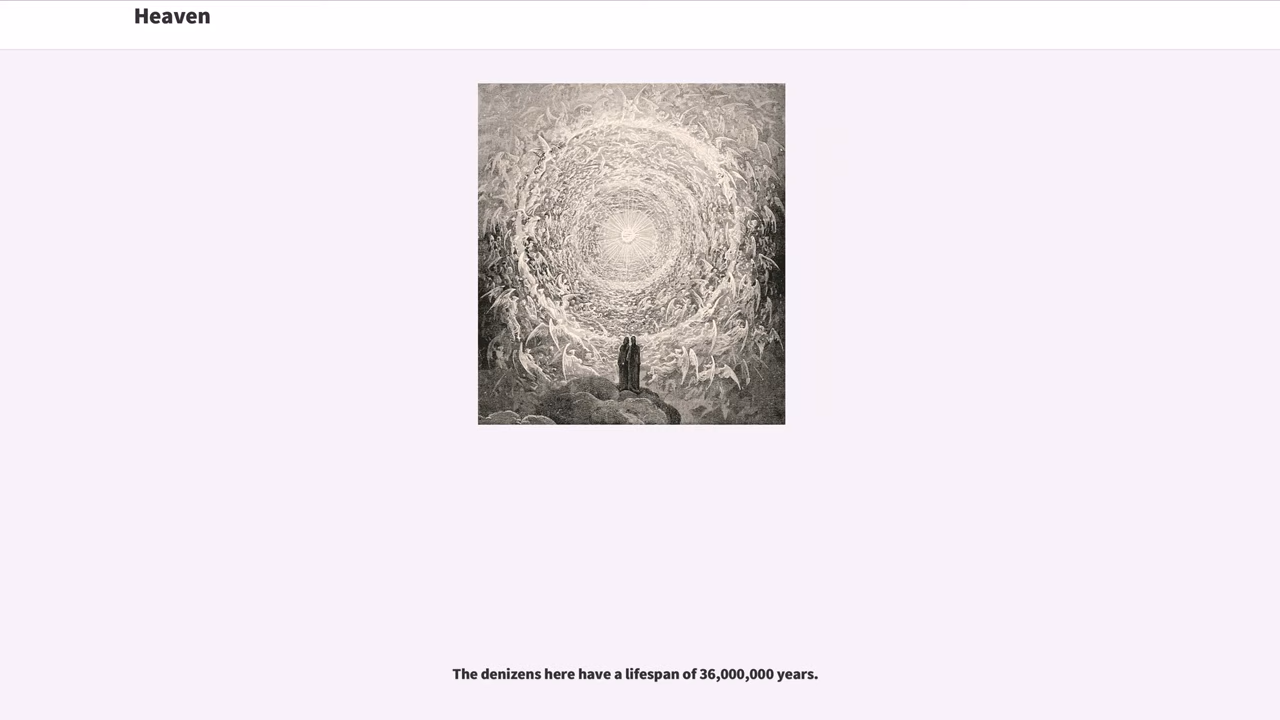 Heaven
The denizens here have a lifespan of 36,000,000 years.